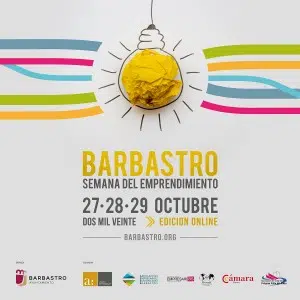 BARBASTRO
SEMANA DEL EMPRENDIMIENTO
27·28·29 OCTUBRE
DOS MIL VEINTE >> EDICIÓN ONLINE
BARBASTRO.ORG
BARBASTRO
Cámara